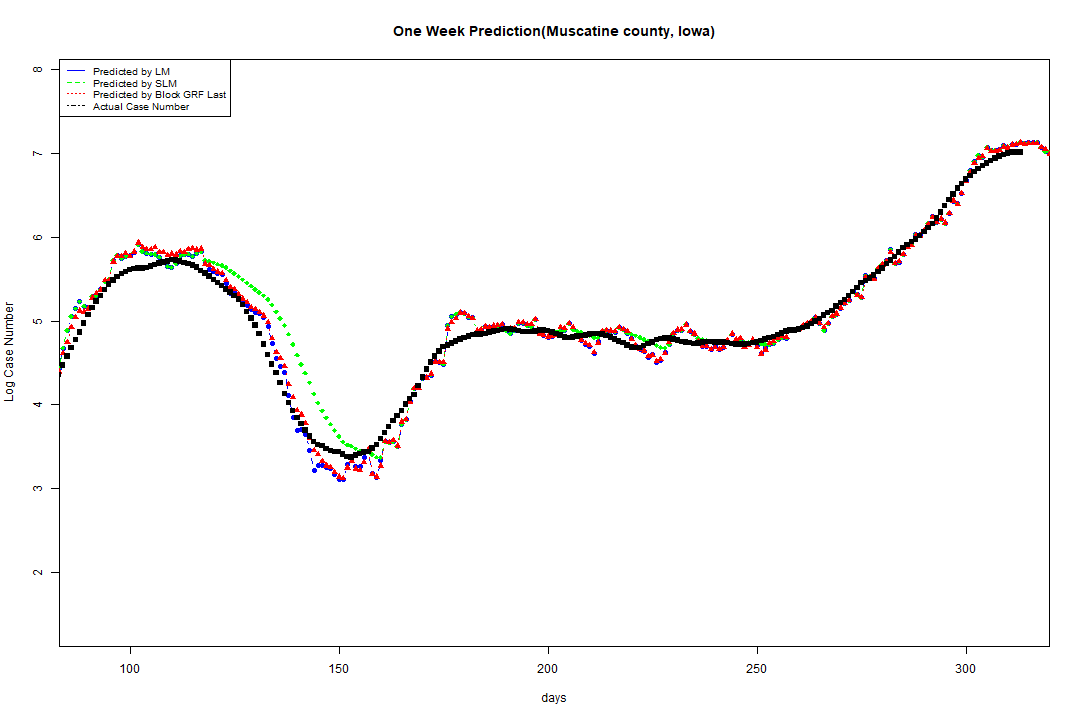 One Week Prediction(Muscatine county, Iowa)
Predicted by LM
Predicted by SLM
Predicted by Block GRF Last
Actual Case Number
8
7
6
5
4
3
2
Log Case Number
100 150 200 250 300
days